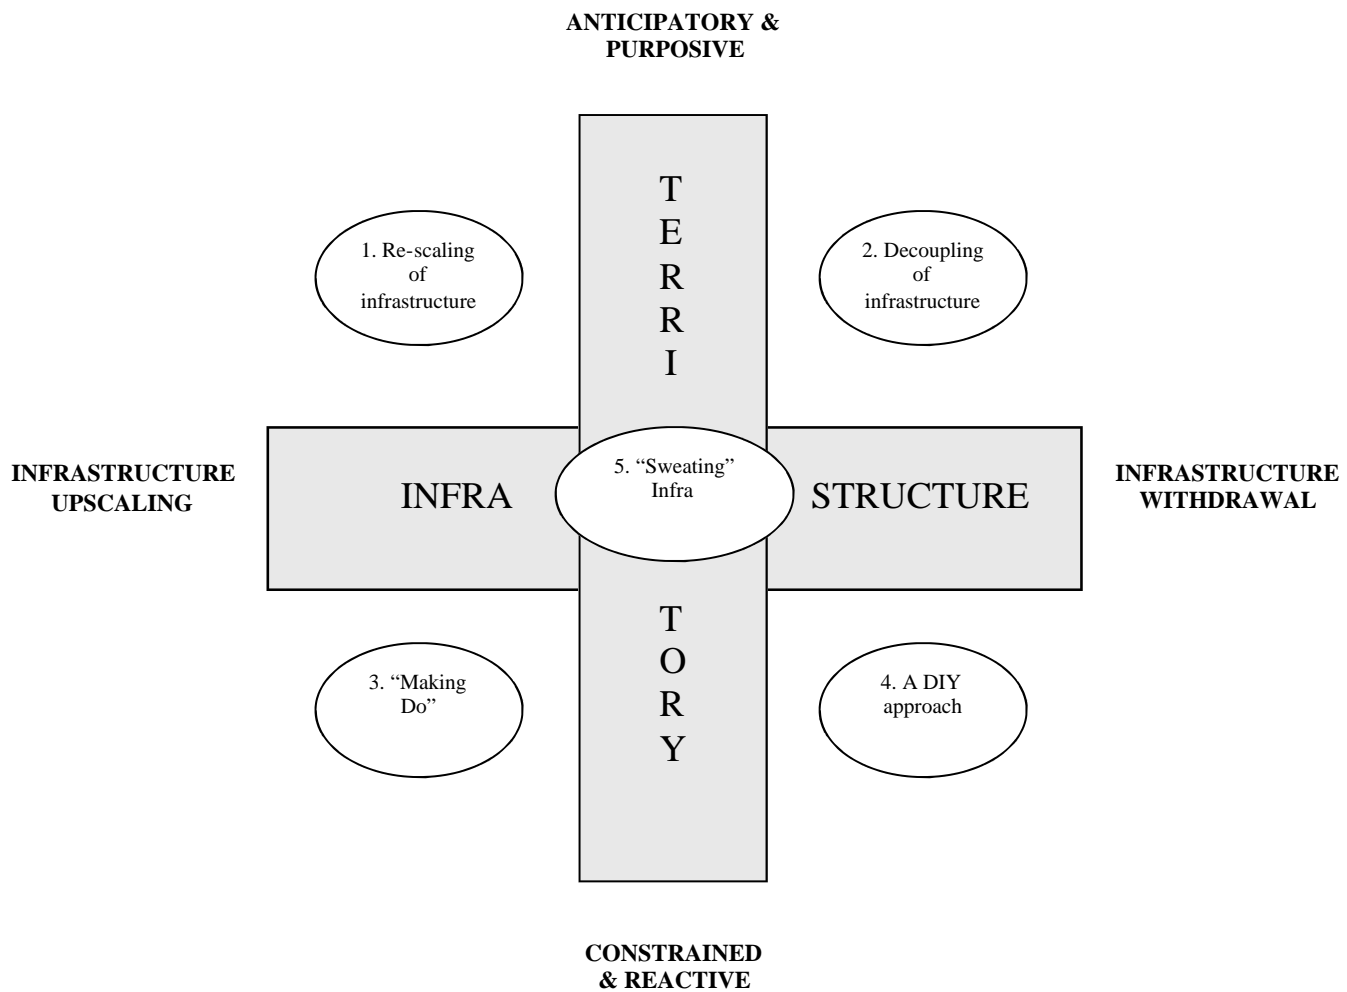 ANTICIPATORY &
PURPOSIVE
T
E
R
R
I
1. Re-scaling
of
infrastructure
2. Decoupling
of
infrastructure
INFRASTRUCTURE
UPSCALING
INFRA
5. “Sweating”
Infra
STRUCTURE
INFRASTRUCTURE
WITHDRAWAL
T
O
R
Y
3. “Making
Do”
4. A DIY
approach
CONSTRAINED
& REACTIVE